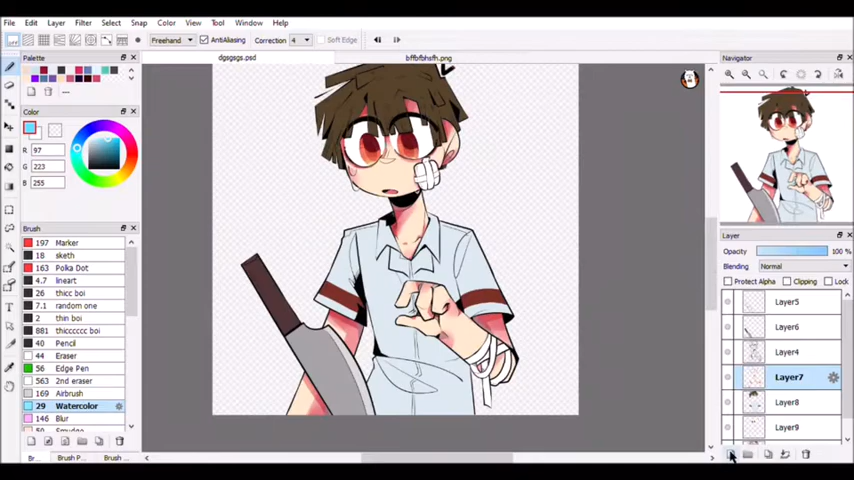 File Edit Layer Filter Select Snap Color View Tool Window Help
Freehand AntiAliasing Correction 4 Soft Edge
Palette
dgsgsgs.psd
bffbfbhsfh.png
Navigator
Color
R 97
G 223
B 255
Brush
197 Marker
18 sketh
163 Polka Dot
4.7 lineart
26 thicc boi
7.1 random one
2 thin boi
881 thicccccc boi
40 Pencil
44 Eraser
56 Edge Pen
563 2nd eraser
169 Airbrush
29 Watercolor
146 Blur
50 Smudge
Br...
Brush P...
Brush ...
Layer
Opacity 100 %
Blending Normal
Protect Alpha Clipping Lock
Layer5
Layer6
Layer4
Layer7
Layer8
Layer9